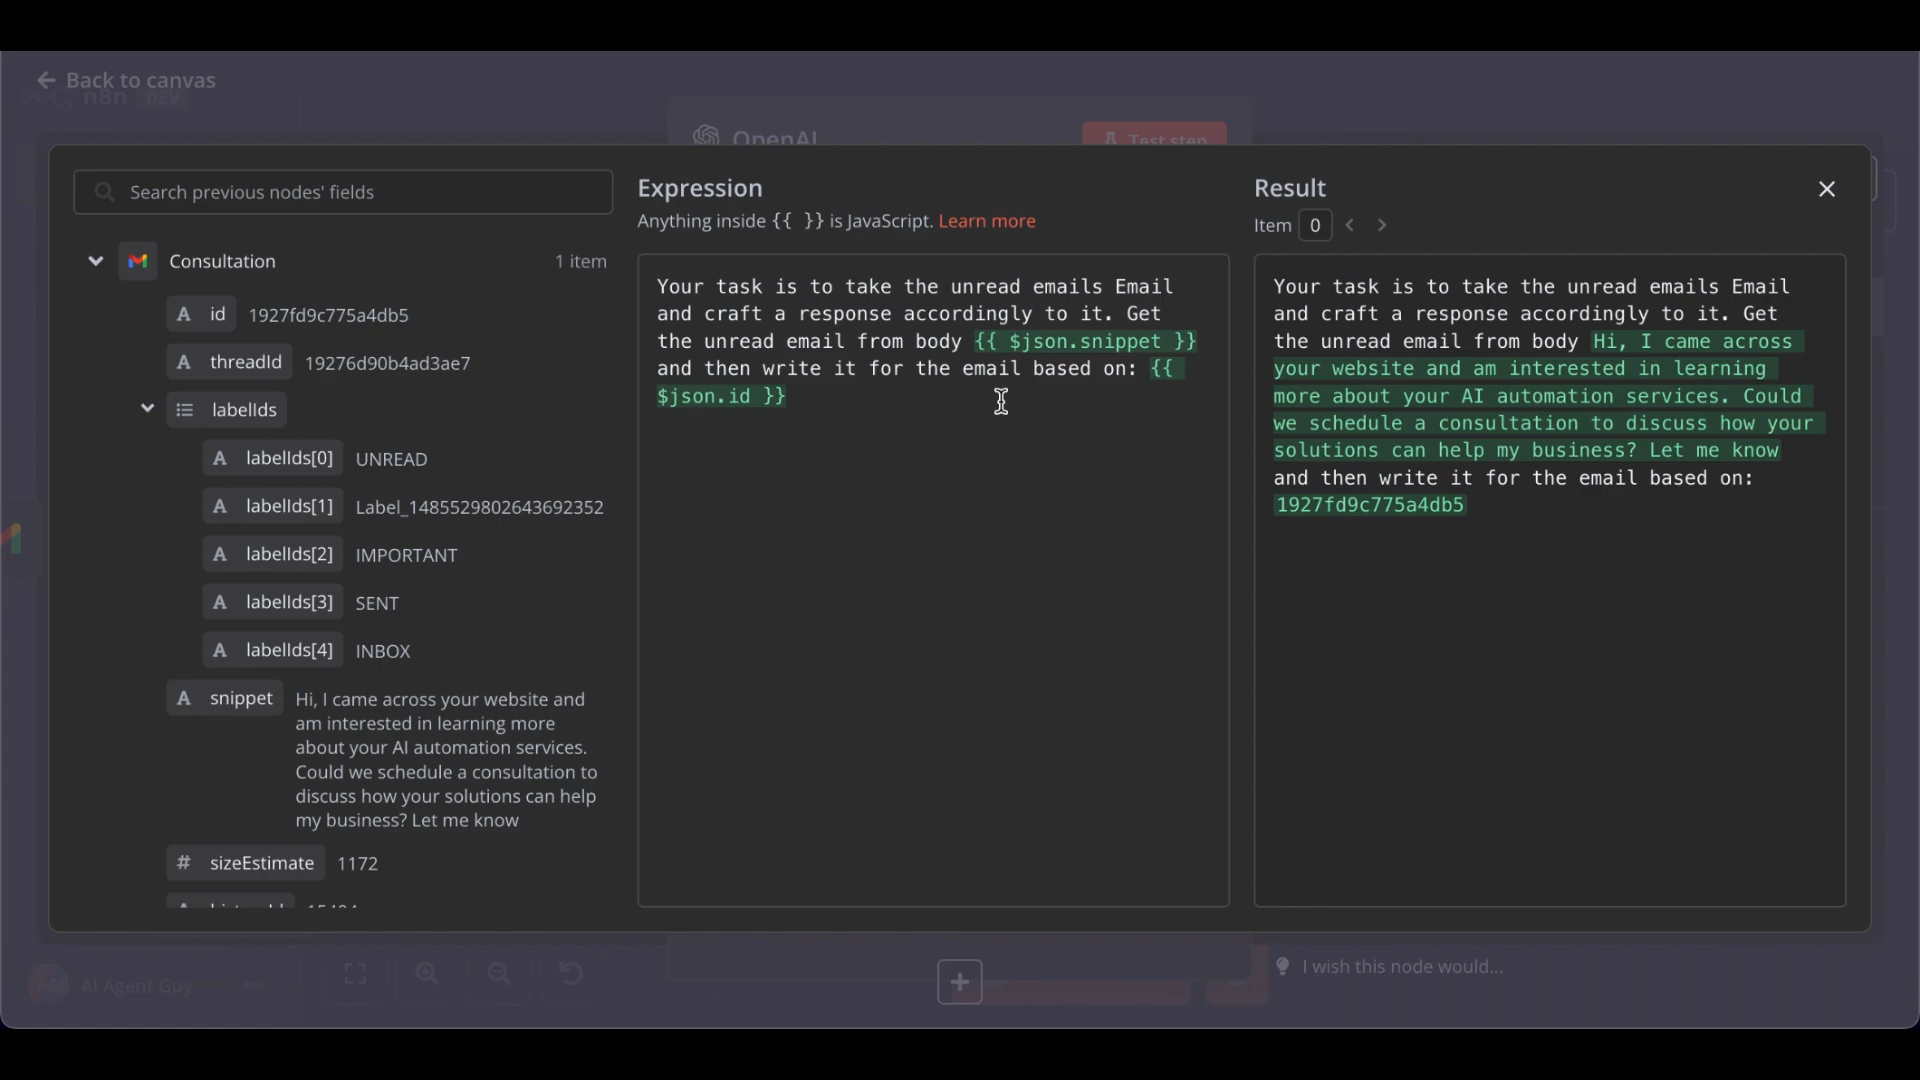 Back to canvas
n8n DEV
OpenAI
Test step
Search previous nodes' fields
Consultation
1 item
A id 1927fd9c775a4db5
A threadId 19276d90b4ad3ae7
labelIds
A labelIds[0] UNREAD
A labelIds[1] Label_1485529802643692352
A labelIds[2] IMPORTANT
A labelIds[3] SENT
A labelIds[4] INBOX
A snippet Hi, I came across your website and
am interested in learning more
about your AI automation services.
Could we schedule a consultation to
discuss how your solutions can help
my business? Let me know
# sizeEstimate 1172
Expression
Anything inside {{ }} is JavaScript. Learn more
Your task is to take the unread emails Email
and craft a response accordingly to it. Get
the unread email from body {{ $json.snippet }}
and then write it for the email based on: {{
$json.id }}
Result
Item 0
Your task is to take the unread emails Email
and craft a response accordingly to it. Get
the unread email from body Hi, I came across
your website and am interested in learning
more about your AI automation services. Could
we schedule a consultation to discuss how your
solutions can help my business? Let me know
and then write it for the email based on:
1927fd9c775a4db5
AI Agent Guy
I wish this node would...